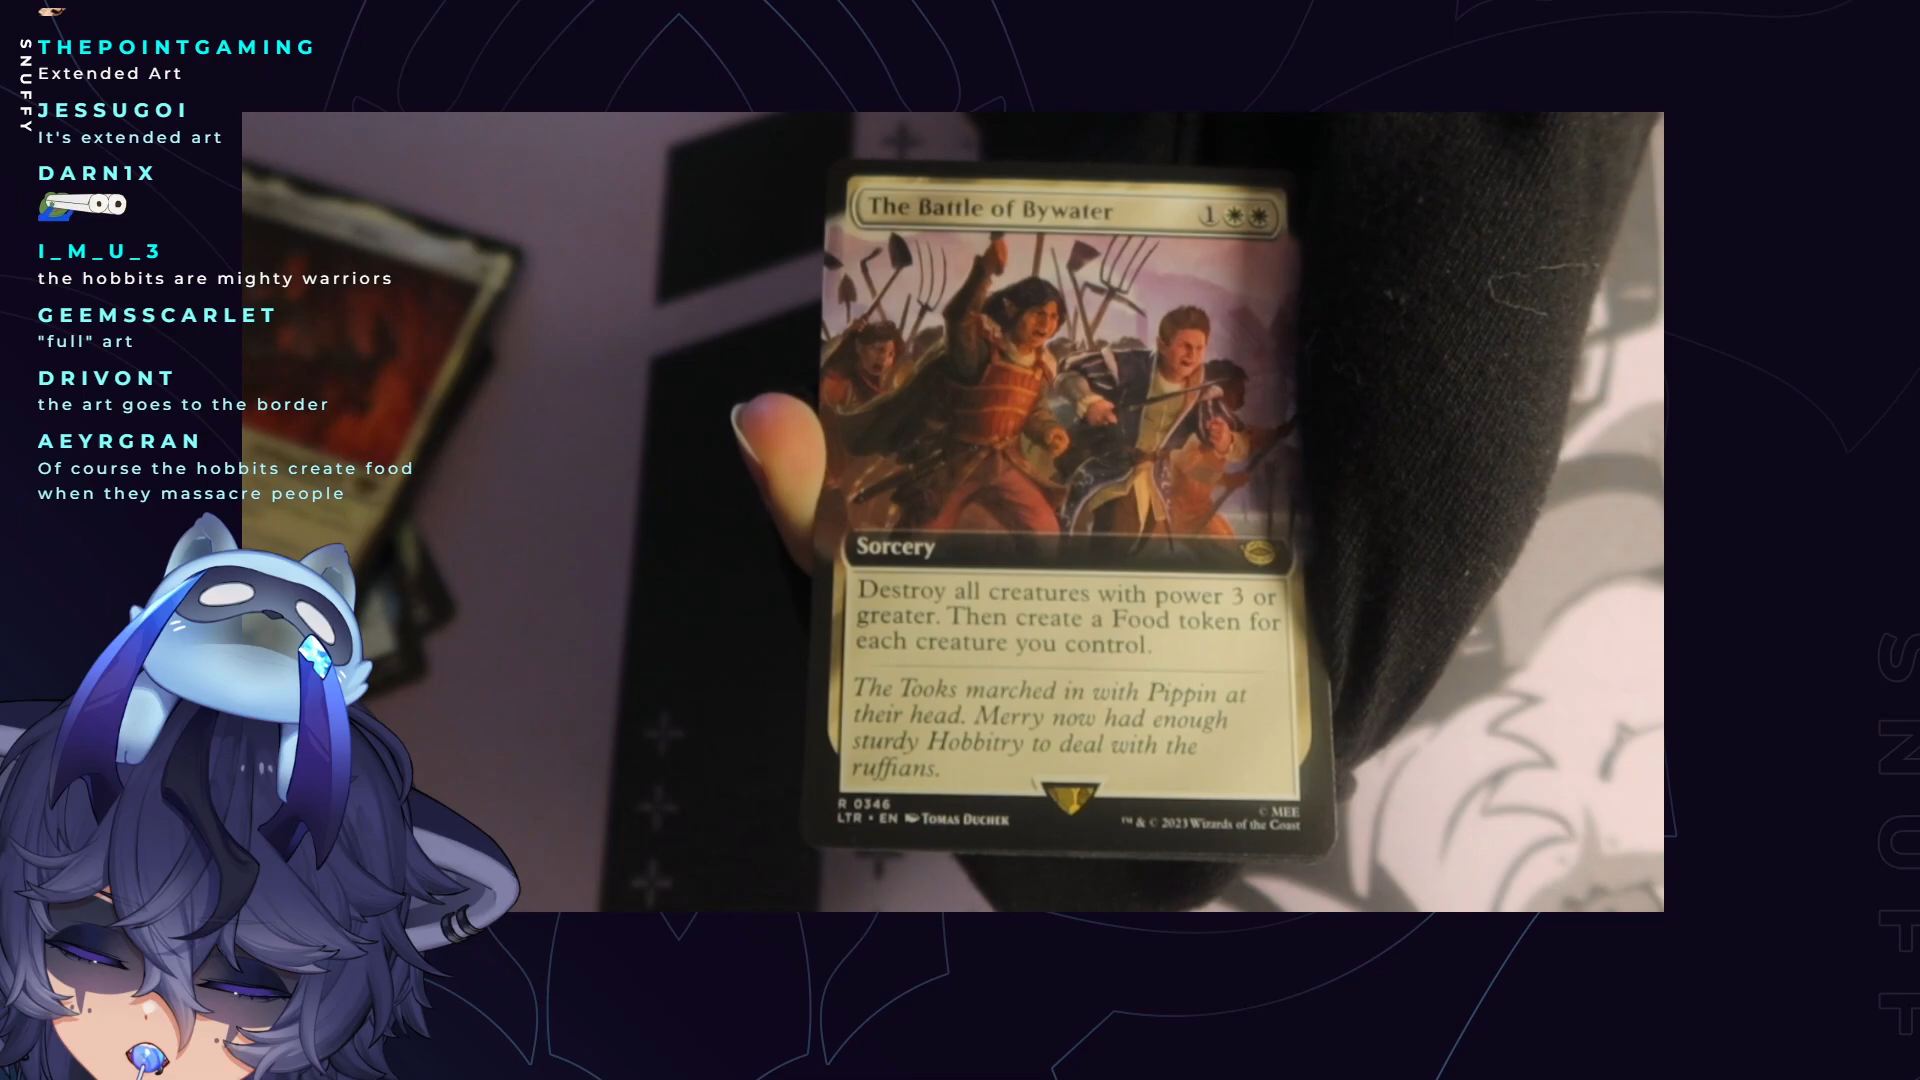 SNUFFY
THEPOINTGAMING
Extended Art
JESSUGOI
It's extended art
DARN1X
I_M_U_3
the hobbits are mighty warriors
GEEMSSCARLET
"full" art
DRIVONT
the art goes to the border
AEYRGRAN
Of course the hobbits create food
when they massacre people
The Battle of Bywater 1
Sorcery
Destroy all creatures with power 3 or
greater. Then create a Food token for
each creature you control.
The Tooks marched in with Pippin at
their head. Merry now had enough
sturdy Hobbitry to deal with the
ruffians.
R 0346
LTR • EN TOMAS DUCHEK
© MEE
™ & © 2023 Wizards of the Coast
SNUFF